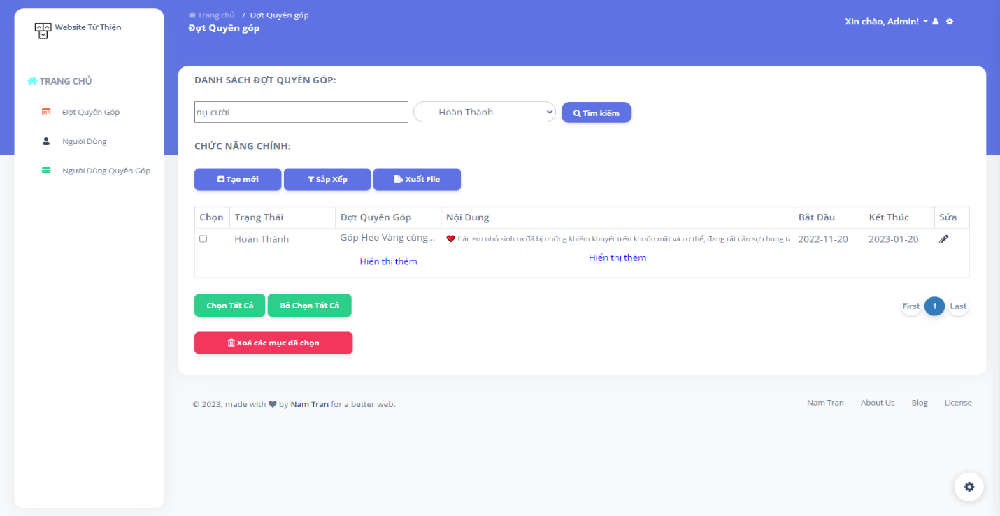 Website Từ Thiện
TRANG CHỦ
Đợt Quyên Góp
Người Dùng
Người Dùng Quyên Góp
Trang chủ / Đợt Quyên góp
Đợt Quyên góp
Xin chào, Admin!
DANH SÁCH ĐỢT QUYÊN GÓP:
nụ cười
Hoàn Thành
Tìm kiếm
CHỨC NĂNG CHÍNH:
Tạo mới
Sắp Xếp
Xuất File
Chọn Trạng Thái Đợt Quyên Góp Nội Dung Bắt Đầu Kết Thúc Sửa
Hoàn Thành Góp Heo Vàng cùng... Các em nhỏ sinh ra đã bị những khiếm khuyết trên khuôn mặt và cơ thể, đang rất cần sự chung 2022-11-20 2023-01-20
Hiển thị thêm Hiển thị thêm
Chọn Tất Cả Bỏ Chọn Tất Cả
First 1 Last
Xoá các mục đã chọn
© 2023, made with ♥ by Nam Tran for a better web.
Nam Tran About Us Blog License